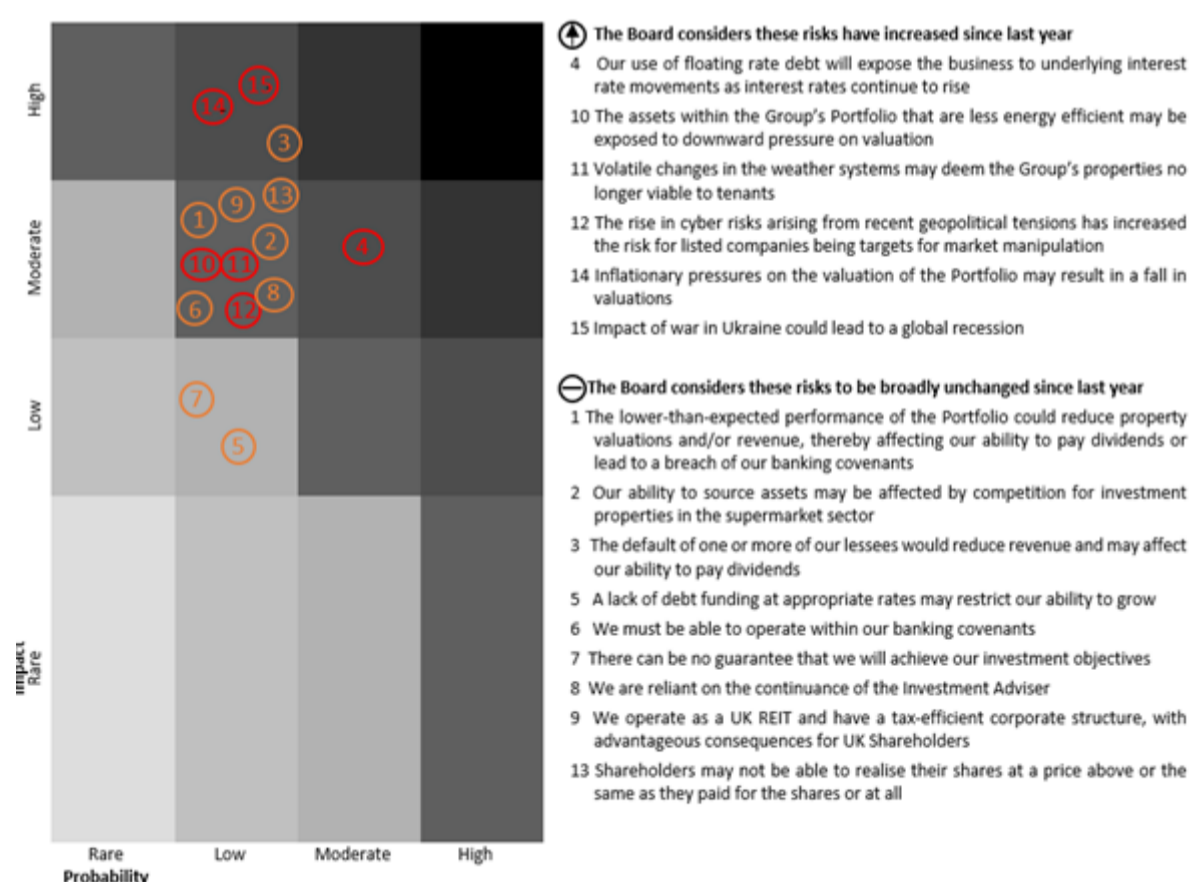 High
Moderate
Low
Rare
Impact
15
14
3
13
9
1
2
4
10
11
8
6
12
7
5
Rare
Low
Moderate
High
Probability
The Board considers these risks have increased since last year
4 Our use of floating rate debt will expose the business to underlying interest
rate movements as interest rates continue to rise
10 The assets within the Group's Portfolio that are less energy efficient may be
exposed to downward pressure on valuation
11 Volatile changes in the weather systems may deem the Group's properties no
longer viable to tenants
12 The rise in cyber risks arising from recent geopolitical tensions has increased
the risk for listed companies being targets for market manipulation
14 Inflationary pressures on the valuation of the Portfolio may result in a fall in
valuations
15 Impact of war in Ukraine could lead to a global recession
The Board considers these risks to be broadly unchanged since last year
1 The lower-than-expected performance of the Portfolio could reduce property
valuations and/or revenue, thereby affecting our ability to pay dividends or
lead to a breach of our banking covenants
2 Our ability to source assets may be affected by competition for investment
properties in the supermarket sector
3 The default of one or more of our lessees would reduce revenue and may affect
our ability to pay dividends
5 A lack of debt funding at appropriate rates may restrict our ability to grow
6 We must be able to operate within our banking covenants
7 There can be no guarantee that we will achieve our investment objectives
8 We are reliant on the continuance of the Investment Adviser
9 We operate as a UK REIT and have a tax-efficient corporate structure, with
advantageous consequences for UK Shareholders
13 Shareholders may not be able to realise their shares at a price above or the
same as they paid for the shares or at all